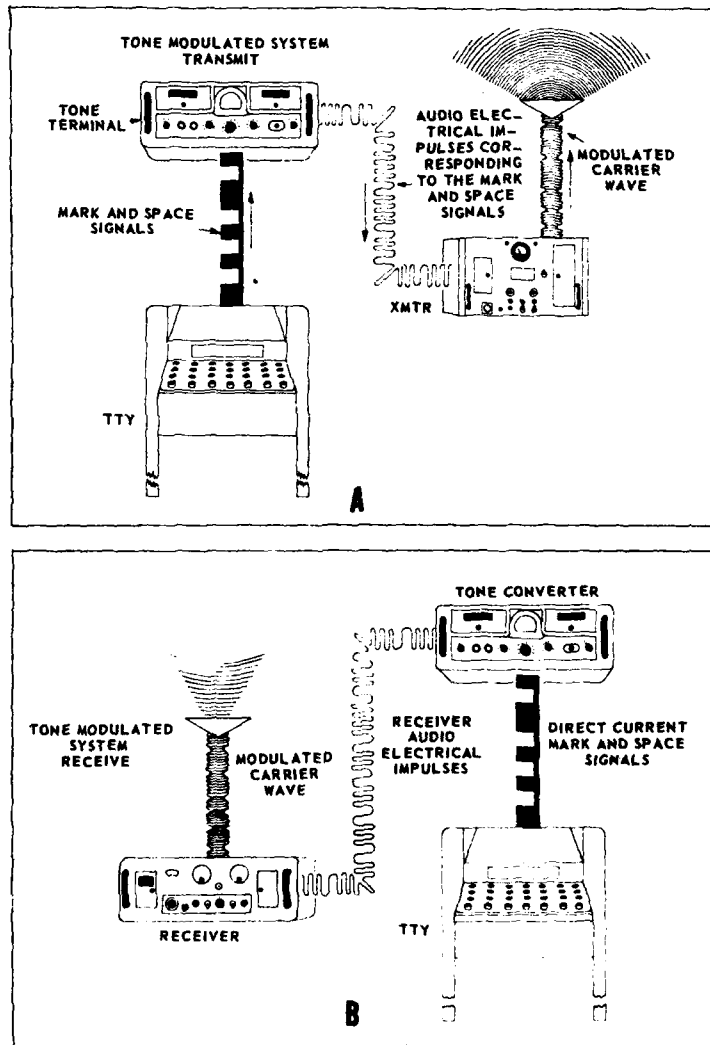 TONE MODULATED SYSTEM
TRANSMIT
TONE
TERMINAL
MARK AND SPACE
SIGNALS
TTY
AUDIO ELEC-
TRICAL IM-
PULSES COR-
RESPONDING
TO THE MARK
AND SPACE
SIGNALS
MODULATED
CARRIER
WAVE
XMTR
A
TONE CONVERTER
TONE MODULATED
SYSTEM
RECEIVE
MODULATED
CARRIER
WAVE
RECEIVER
AUDIO
ELECTRICAL
IMPULSES
DIRECT CURRENT
MARK AND SPACE
SIGNALS
RECEIVER
TTY
B